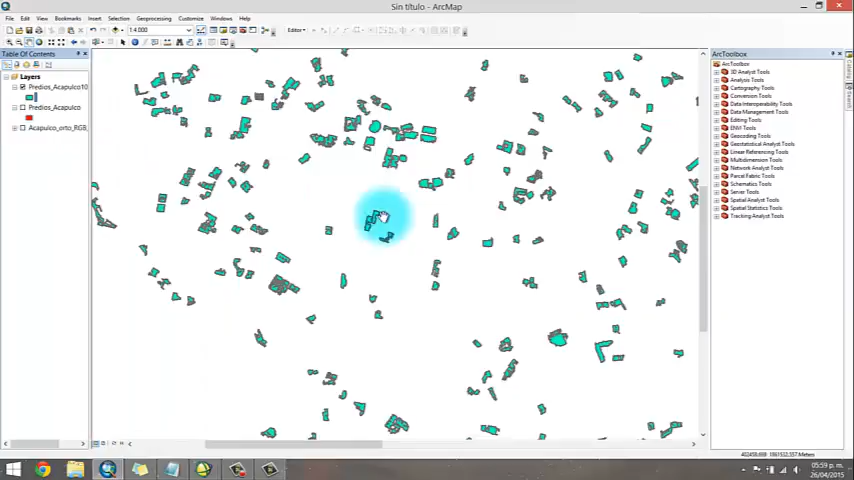 Sin título - ArcMap
File Edit View Bookmarks Insert Selection Geoprocessing Customize Windows Help
1:4.000
Editor
Table Of Contents
Layers
Predios_Acapulco10
Predios_Acapulco
Acapulco_orto_RGB_
ArcToolbox
ArcToolbox
3D Analyst Tools
Analysis Tools
Cartography Tools
Conversion Tools
Data Interoperability Tools
Data Management Tools
Editing Tools
ENVI Tools
Geocoding Tools
Geostatistical Analyst Tools
Linear Referencing Tools
Multidimension Tools
Network Analyst Tools
Parcel Fabric Tools
Schematics Tools
Server Tools
Spatial Analyst Tools
Spatial Statistics Tools
Tracking Analyst Tools
Catalog
Search
05:59 p. m.
26/04/2015